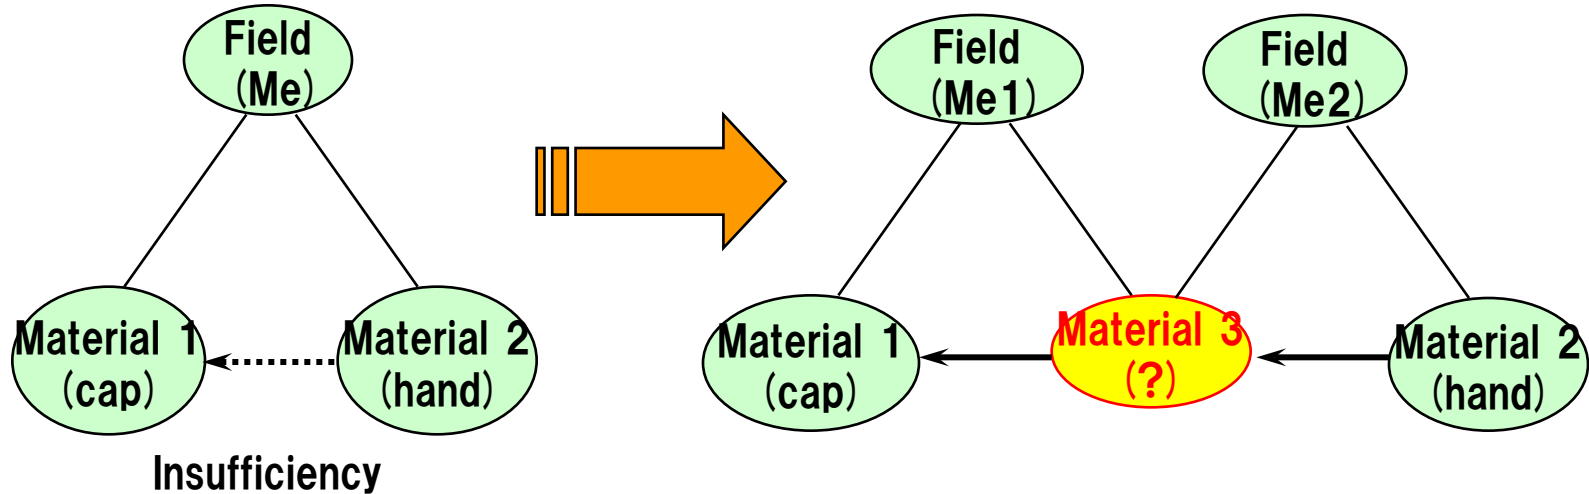 Field
(Me)
Material 1
(cap)
Material 2
(hand)
Insufficiency
Field
(Me1)
Field
(Me2)
Material 1
(cap)
Material 3
(?)
Material 2
(hand)